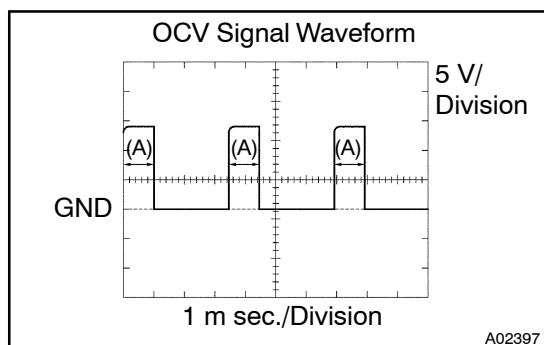 OCV Signal Waveform
5 V/
Division
(A) (A) (A)
GND
1 m sec./Division
A02397